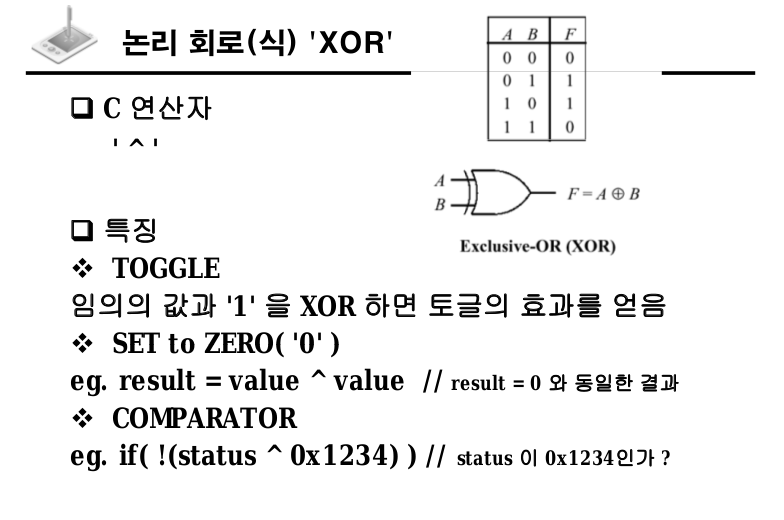 논리 회로(식) 'XOR'
A B F
0 0 0
0 1 1
1 0 1
1 1 0
❑ C 연산자
'^'
A
B
F = A ⊕ B
Exclusive-OR (XOR)
❑ 특징
❖ TOGGLE
임의의 값과 '1' 을 XOR 하면 토글의 효과를 얻음
❖ SET to ZERO( '0' )
eg. result = value ^ value // result = 0 와 동일한 결과
❖ COMPARATOR
eg. if( !(status ^ 0x1234) ) // status 이 0x1234인가 ?